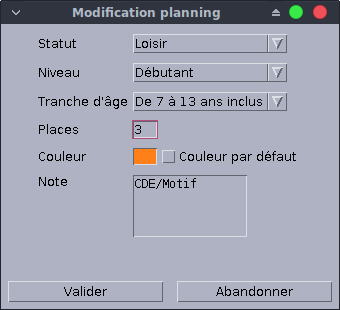 Modification planning
Statut Loisir
Niveau Débutant
Tranche d'âge De 7 à 13 ans inclus
Places 3
Couleur Couleur par défaut
Note CDE/Motif
Valider Abandonner